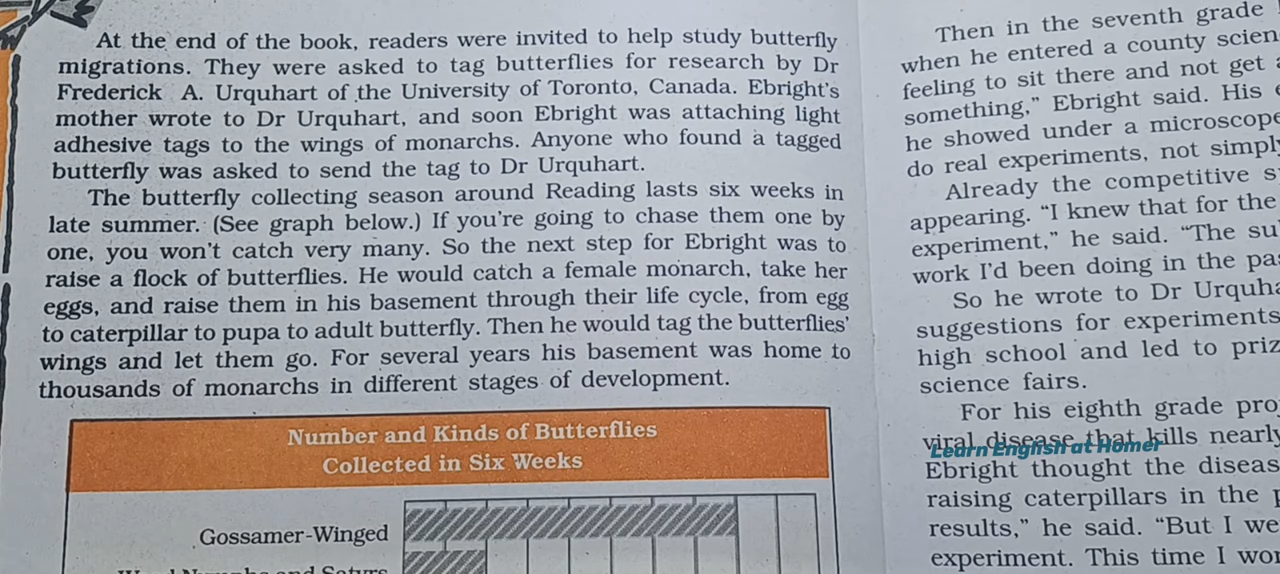 At the end of the book, readers were invited to help study butterfly
migrations. They were asked to tag butterflies for research by Dr
Frederick A. Urquhart of the University of Toronto, Canada. Ebright's
mother wrote to Dr Urquhart, and soon Ebright was attaching light
adhesive tags to the wings of monarchs. Anyone who found a tagged
butterfly was asked to send the tag to Dr Urquhart.
The butterfly collecting season around Reading lasts six weeks in
late summer. (See graph below.) If you're going to chase them one by
one, you won't catch very many. So the next step for Ebright was to
raise a flock of butterflies. He would catch a female monarch, take her
eggs, and raise them in his basement through their life cycle, from egg
to caterpillar to pupa to adult butterfly. Then he would tag the butterflies'
wings and let them go. For several years his basement was home to
thousands of monarchs in different stages of development.
Number and Kinds of Butterflies
Collected in Six Weeks
Gossamer-Winged
Then in the seventh grade
when he entered a county scien
feeling to sit there and not get
something," Ebright said. His
he showed under a microscope
do real experiments, not simply
Already the competitive
appearing. "I knew that for the
experiment," he said. "The su
work I'd been doing in the pa
So he wrote to Dr Urquha
suggestions for experiments
high school and led to priz
science fairs.
For his eighth grade pro
viral disease that kills nearly
Learn English at Homer
Ebright thought the diseas
raising caterpillars in the
results," he said. "But I we
experiment. This time I wor